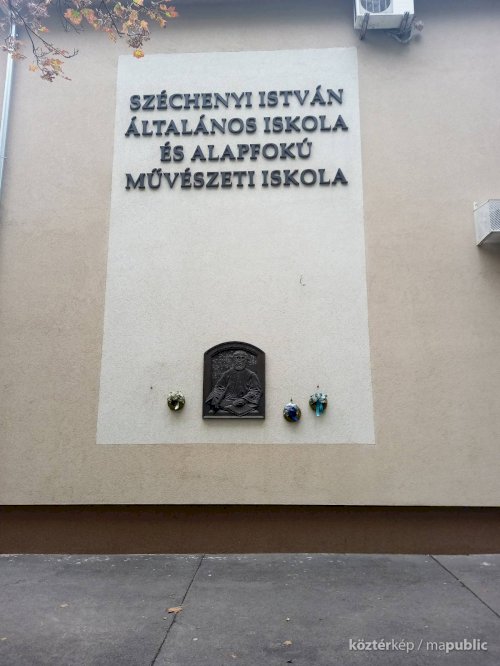 SZÉCHENYI ISTVÁN
ÁLTALÁNOS ISKOLA
ÉS ALAPFOKÚ
MŰVÉSZETI ISKOLA
köztérkép / mapublic